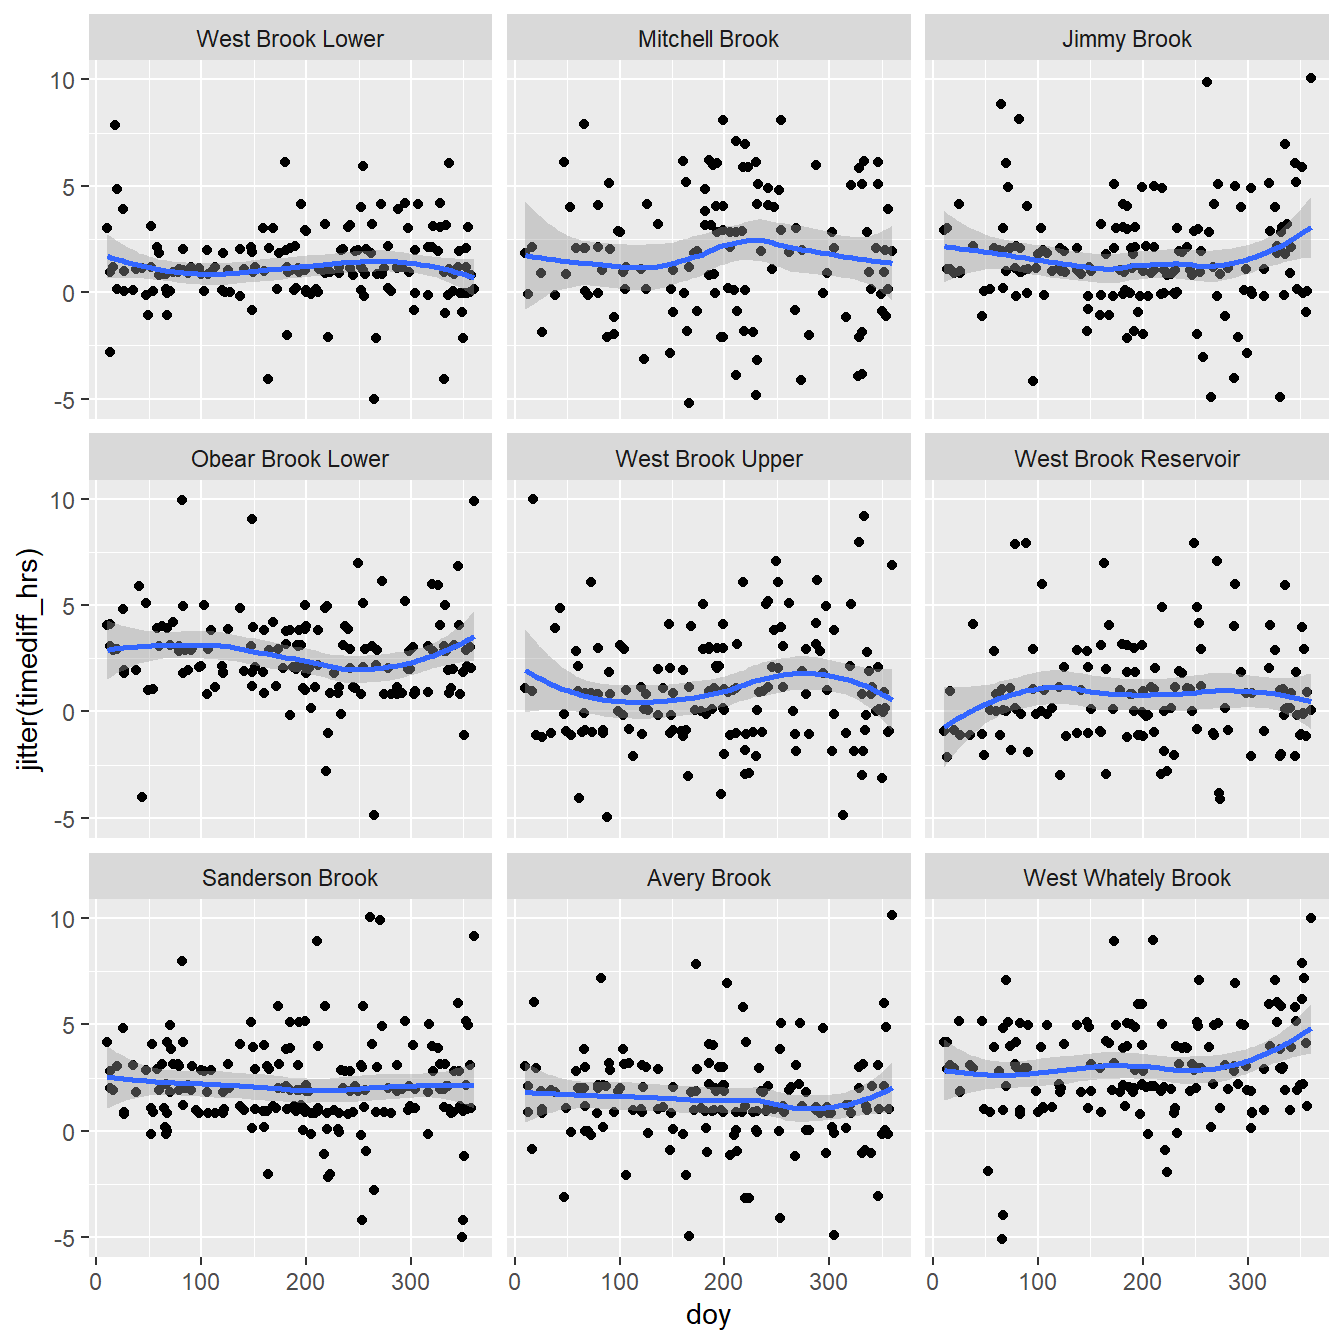 West Brook Lower
Mitchell Brook
Jimmy Brook
10
5
0
-5
Obear Brook Lower
West Brook Upper
West Brook Reservoir
10
5
0
-5
jitter(timediff_hrs)
Sanderson Brook
Avery Brook
West Whately Brook
10
5
0
-5
0 100 200 300
0 100 200 300
0 100 200 300
doy